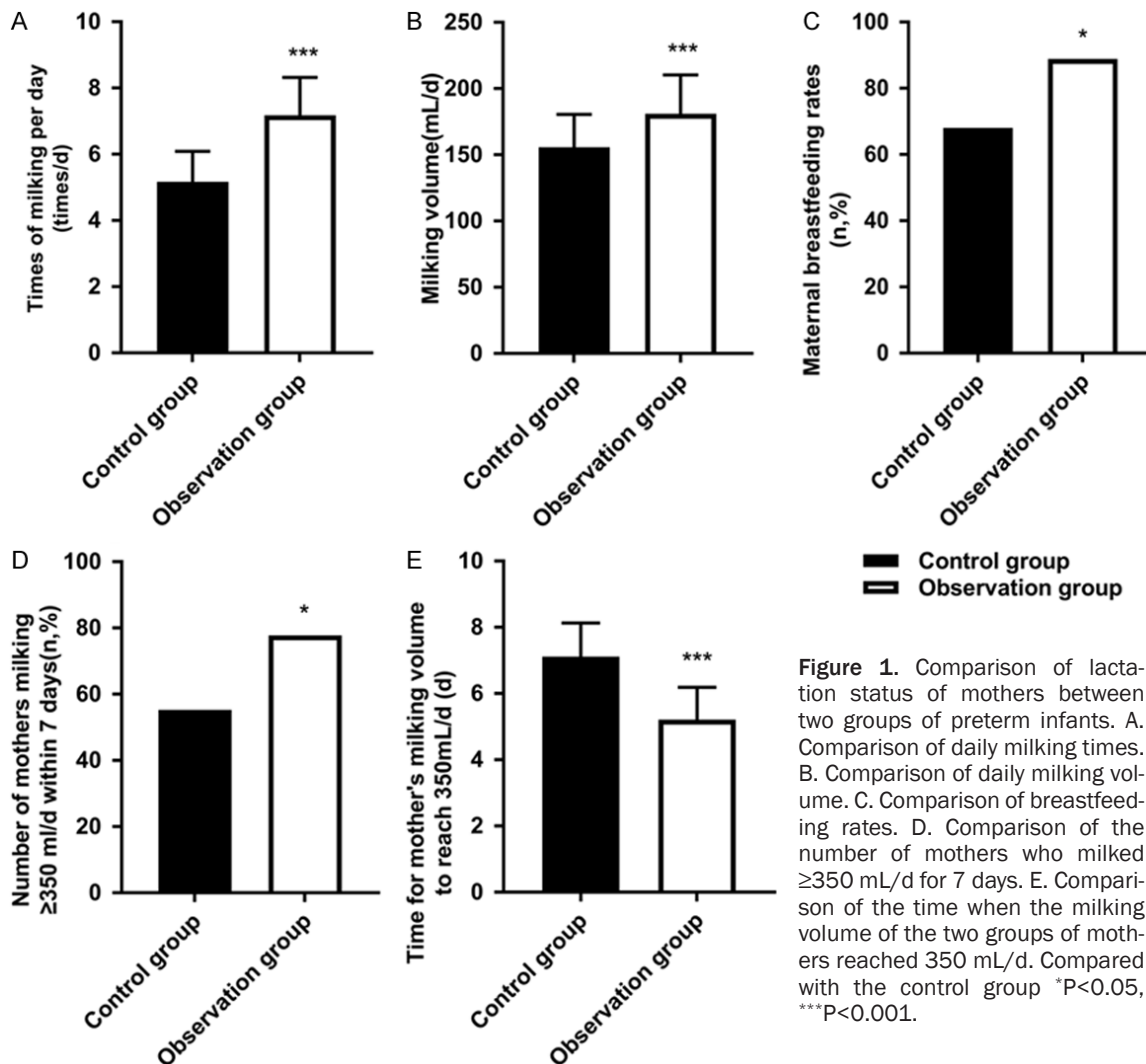 A
Times of milking per day
(times/d)
10
8
6
4
2
0
***
Control group
Observation group
B
Milking volume(mL/d)
250
200
150
100
50
0
***
Control group
Observation group
C
Maternal breastfeeding rates
(n,%)
100
80
60
40
20
0
*
Control group
Observation group
D
Number of mothers milking
≥350 ml/d within 7 days(n,%)
100
80
60
40
20
0
*
Control group
Observation group
E
Time for mother's milking volume
to reach 350mL/d (d)
10
8
6
4
2
0
***
Control group
Observation group
Control group
Observation group
Figure 1. Comparison of lacta-
tion status of mothers between
two groups of preterm infants. A.
Comparison of daily milking times.
B. Comparison of daily milking vol-
ume. C. Comparison of breastfeed-
ing rates. D. Comparison of the
number of mothers who milked
≥350 mL/d for 7 days. E. Compari-
son of the time when the milking
volume of the two groups of moth-
ers reached 350 mL/d. Compared
with the control group *P<0.05,
***P<0.001.